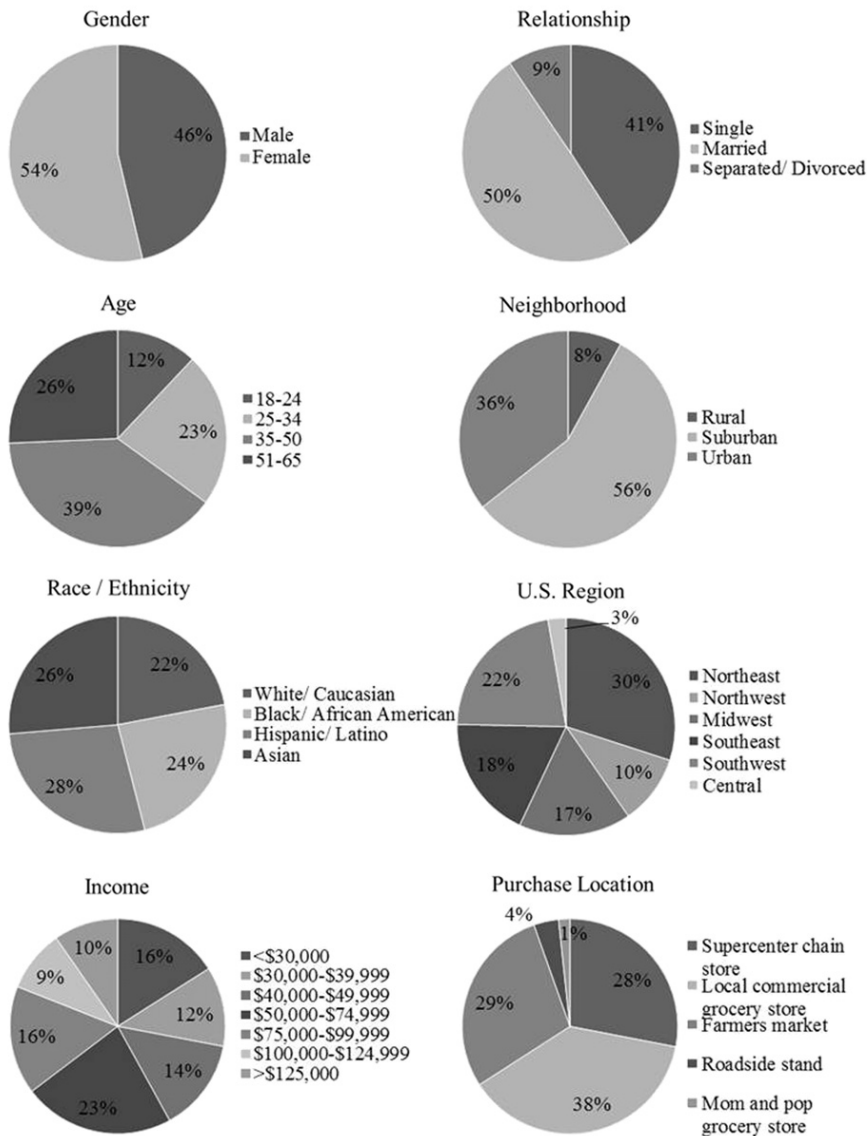 Gender
46%
54%
Male
Female
Relationship
9%
41%
50%
Single
Married
Separated/ Divorced
Age
12%
26%
23%
39%
18-24
25-34
35-50
51-65
Neighborhood
8%
36%
56%
Rural
Suburban
Urban
Race / Ethnicity
26%
22%
28%
24%
White/ Caucasian
Black/ African American
Hispanic/ Latino
Asian
U.S. Region
3%
22%
30%
18%
10%
17%
Northeast
Northwest
Midwest
Southeast
Southwest
Central
Income
10%
16%
9%
12%
16%
14%
23%
<$30,000
$30,000-$39,999
$40,000-$49,999
$50,000-$74,999
$75,000-$99,999
$100,000-$124,999
>$125,000
Purchase Location
4%
1%
28%
29%
38%
Supercenter chain
store
Local commercial
grocery store
Farmers market
Roadside stand
Mom and pop
grocery store